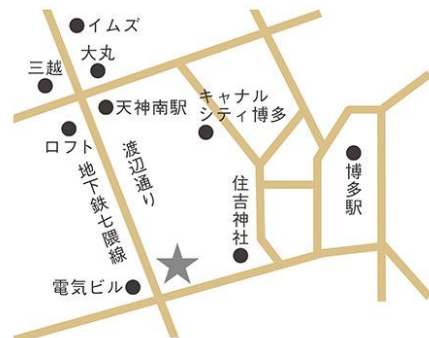 イムズ
大丸
三越
天神南駅
キャナル
シティ博多
ロフト
渡辺通り
地下鉄七隈線
住吉神社
博多駅
電気ビル